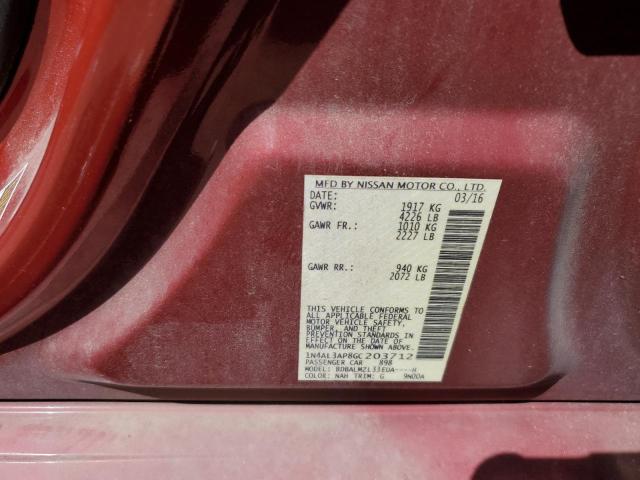 MFD BY NISSAN MOTOR CO., LTD.
DATE: 03/16
GVWR: 1917 KG
4226 LB
GAWR FR.: 1010 KG
2227 LB
GAWR RR.: 940 KG
2072 LB
THIS VEHICLE CONFORMS TO
ALL APPLICABLE FEDERAL
MOTOR VEHICLE SAFETY,
BUMPER, AND THEFT
PREVENTION STANDARDS IN
EFFECT ON THE DATE OF
MANUFACTURE SHOWN ABOVE.
1N4AL3AP8GC203712
PASSENGER CAR 898
MODEL: BDBALMZL33EUA----H
COLOR: NAH TRIM: G 9N00A